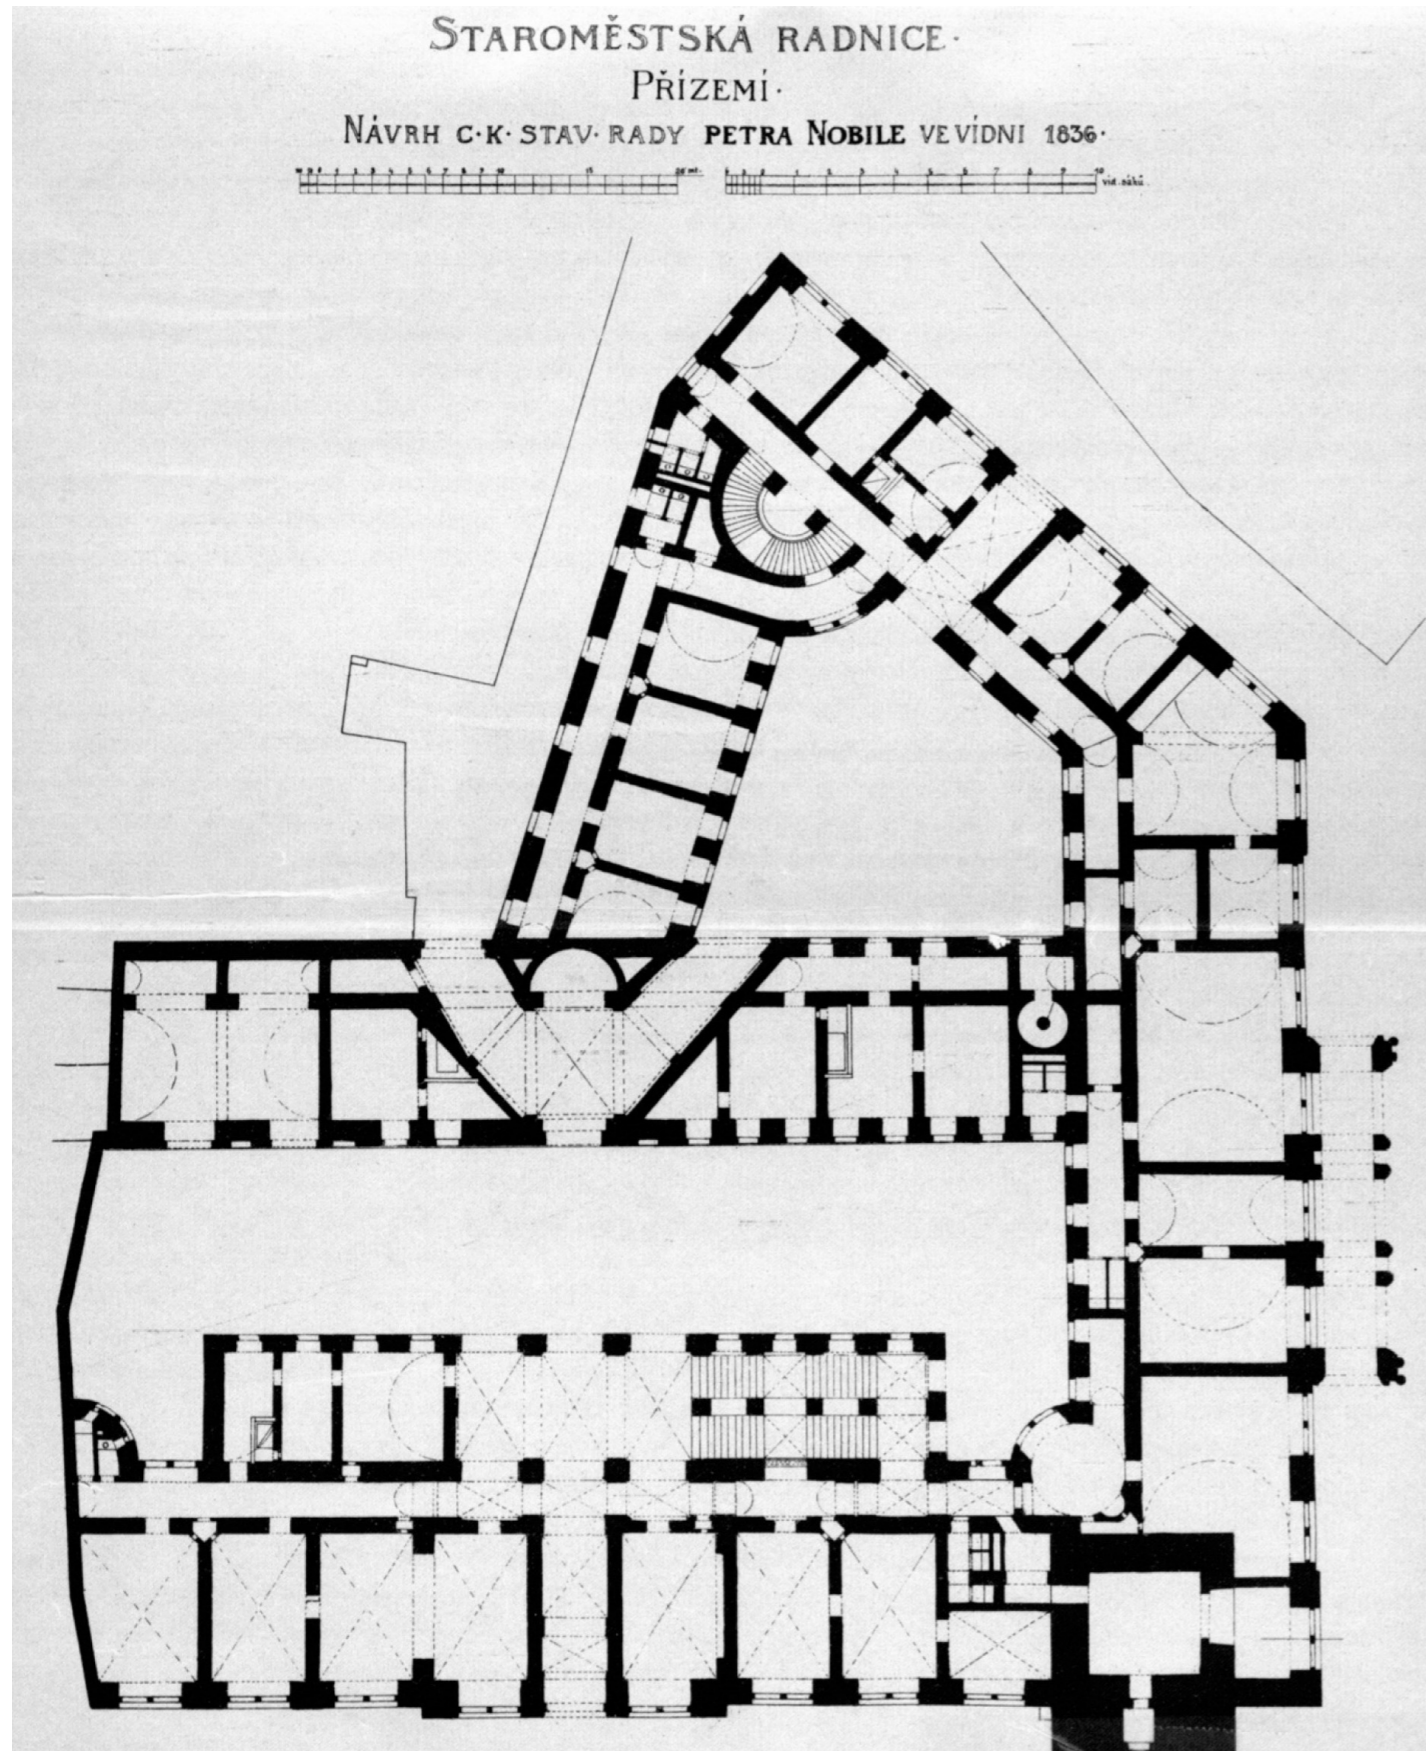 STAROMĚSTSKÁ RADNICE·
PŘÍZEMÍ·
NÁVRH C·K· STAV· RADY PETRA NOBILE VE VÍDNI 1836·